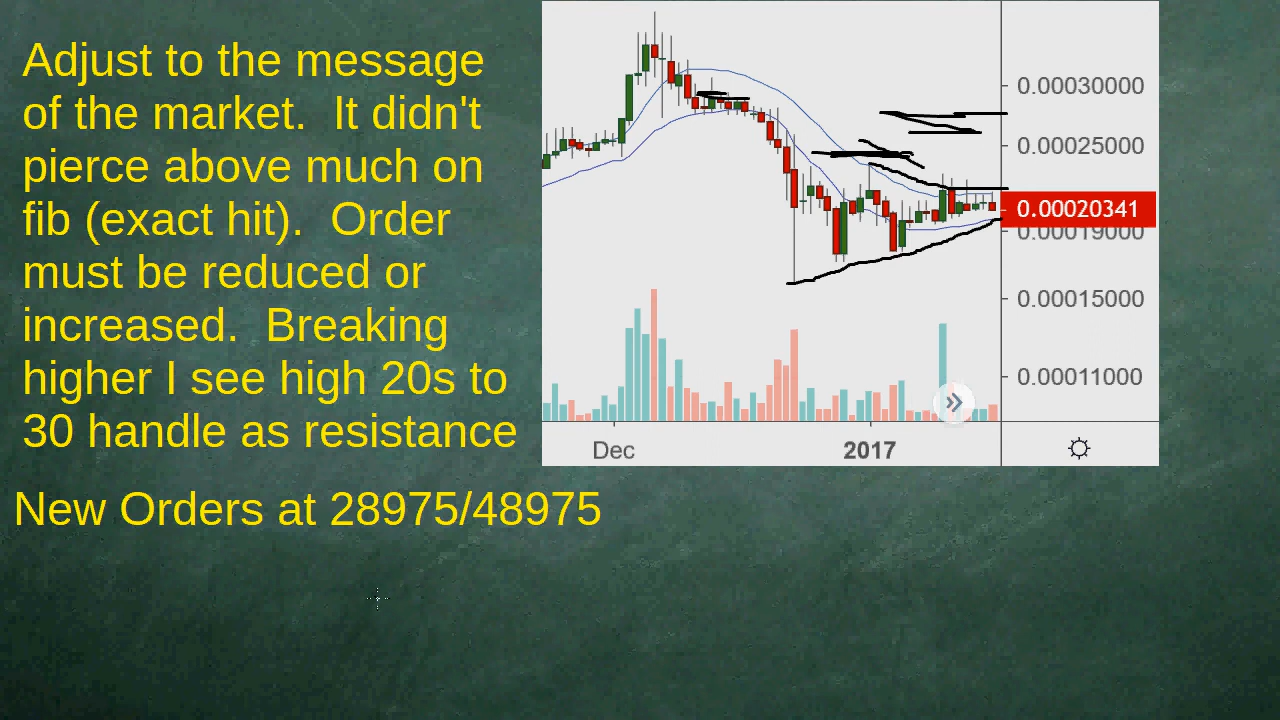 Adjust to the message
of the market.  It didn't
pierce above much on
fib (exact hit).  Order
must be reduced or
increased.  Breaking
higher I see high 20s to
30 handle as resistance
New Orders at 28975/48975
0.00030000
0.00025000
0.00020341
0.00019000
0.00015000
0.00011000
Dec
2017